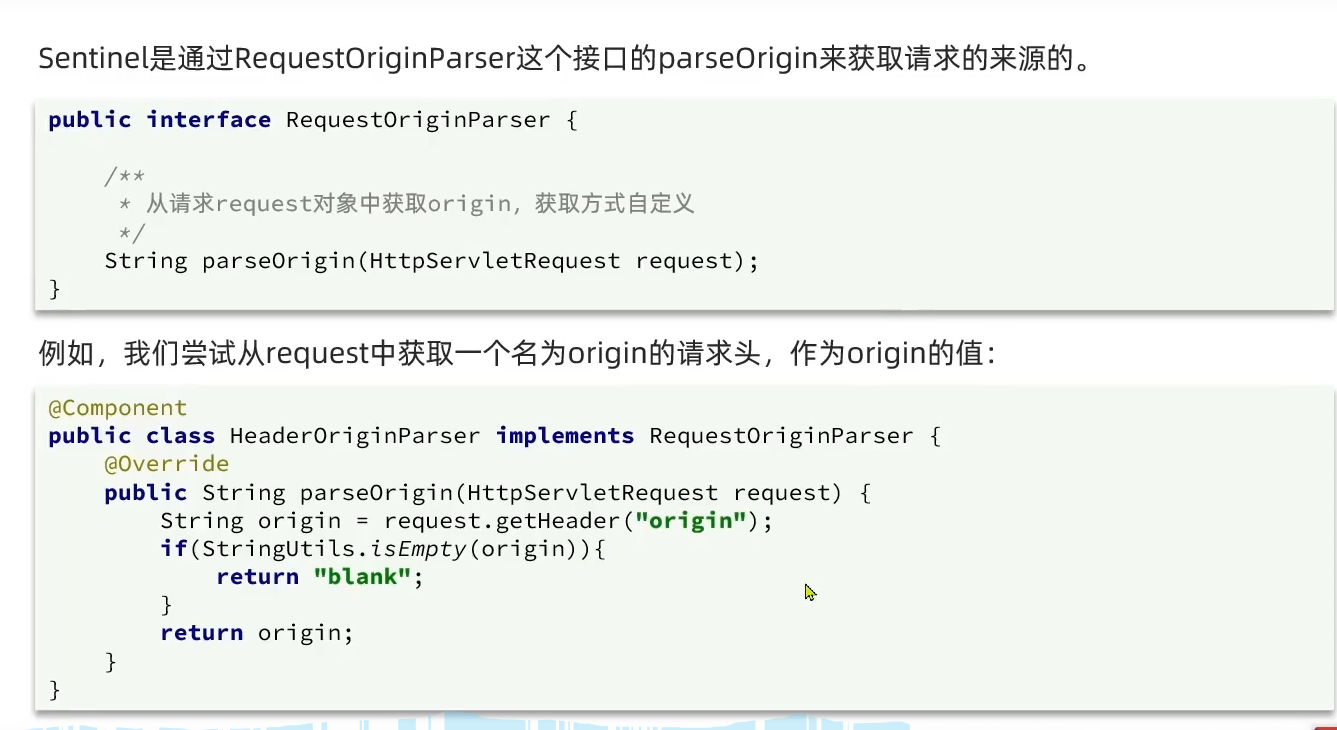 Sentinel是通过RequestOriginParser这个接口的parseOrigin来获取请求的来源的。
public interface RequestOriginParser {
/**
* 从请求request对象中获取origin，获取方式自定义
*/
String parseOrigin(HttpServletRequest request);
}
例如，我们尝试从request中获取一个名为origin的请求头，作为origin的值：
@Component
public class HeaderOriginParser implements RequestOriginParser {
@Override
public String parseOrigin(HttpServletRequest request) {
String origin = request.getHeader("origin");
if(StringUtils.isEmpty(origin)){
return "blank";
}
return origin;
}
}